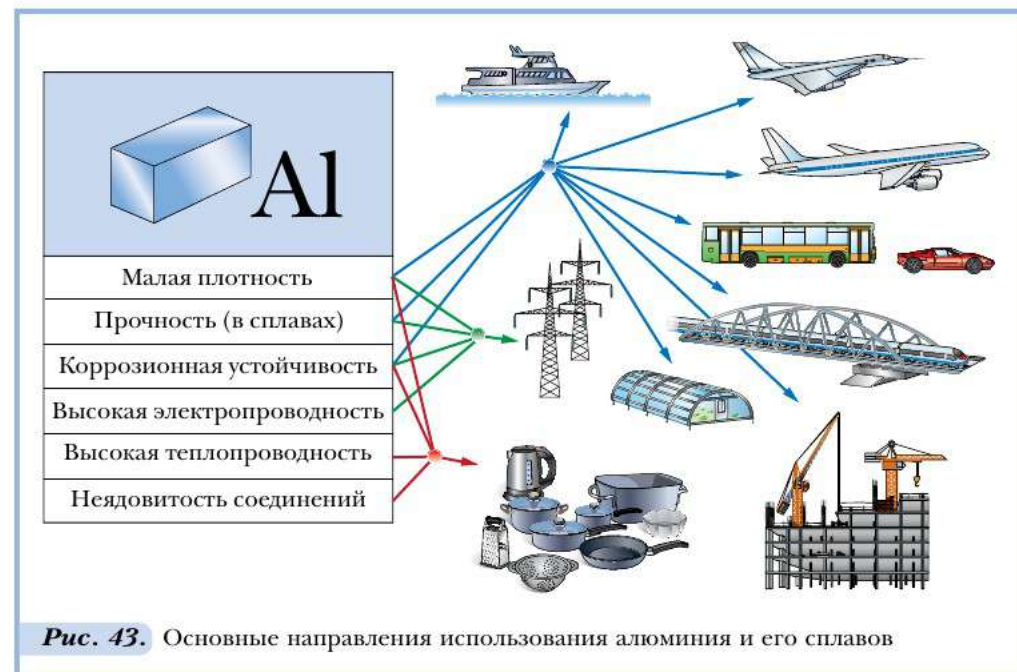 Al
Малая плотность
Прочность (в сплавах)
Коррозионная устойчивость
Высокая электропроводность
Высокая теплопроводность
Неядовитость соединений
Рис. 43. Основные направления использования алюминия и его сплавов